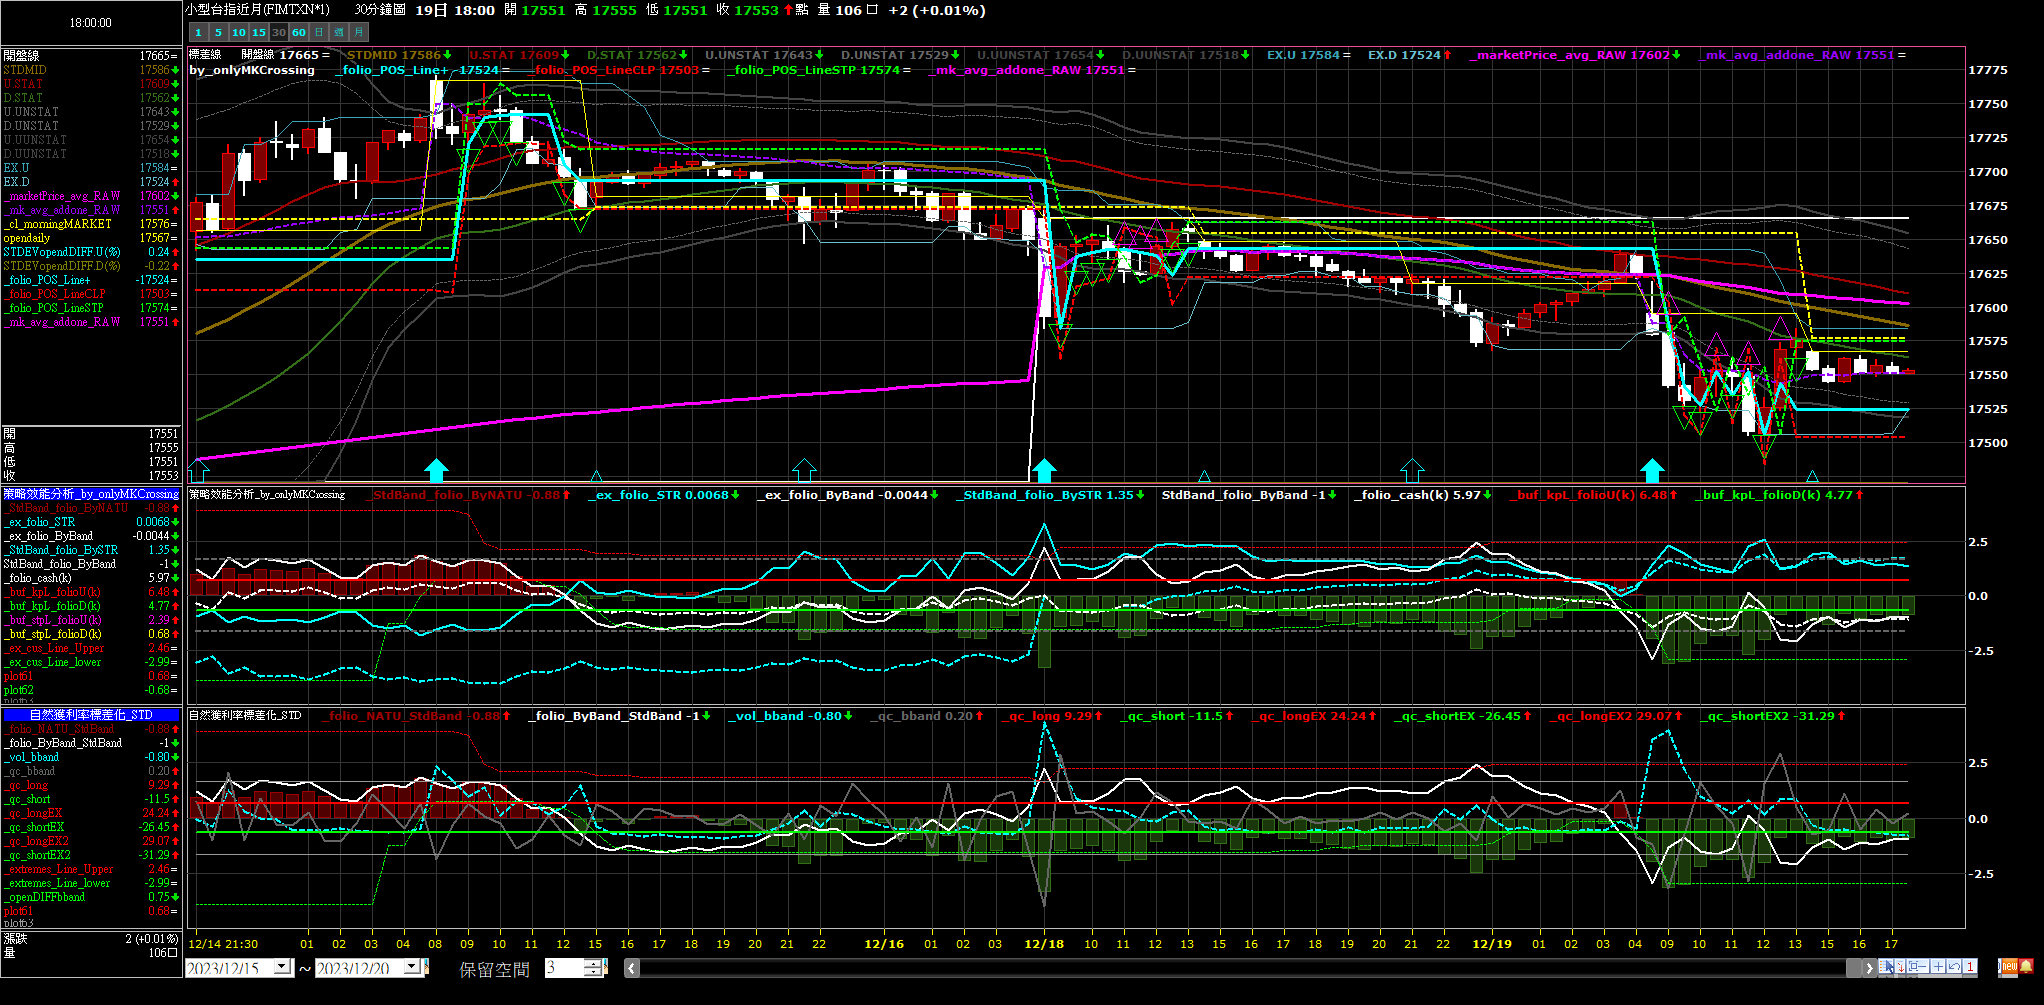 18:00:00
小型台指近月(FIMTXN*1) 30分鐘圖 19日 18:00 開 17551 高 17555 低 17551 收 17553 點 量 106 口 +2 (+0.01%)
1 5 10 15 30 60 日 週 月
開盤線 17665=
STDMID 17586
U.STAT 17609
D.STAT 17562
U.UNSTAT 17643
D.UNSTAT 17529
U.UUNSTAT 17654
D.UUNSTAT 17518
EX.U 17584=
EX.D 17524
_marketPrice_avg_RAW 17602
_mk_avg_addone_RAW 17551
_cl_morningMARKET 17576=
opendaily 17567=
STDEVopendDIFF.U(%) 0.24
STDEVopendDIFF.D(%) -0.22
_folio_POS_Line+ -17524=
_folio_POS_LineCLP 17503=
_folio_POS_LineSTP 17574=
_mk_avg_addone_RAW 17551
開 17551
高 17555
低 17551
收 17553
標差線 開盤線 17665 = STDMID 17586 U.STAT 17609 D.STAT 17562 U.UNSTAT 17643 D.UNSTAT 17529 U.UUNSTAT 17654 D.UUNSTAT 17518 EX.U 17584 = EX.D 17524 _marketPrice_avg_RAW 17602 _mk_avg_addone_RAW 17551 =
by_onlyMKCrossing _folio_POS_Line+ -17524 = _folio_POS_LineCLP 17503 = _folio_POS_LineSTP 17574 = _mk_avg_addone_RAW 17551 =
17775
17750
17725
17700
17675
17650
17625
17600
17575
17550
17525
17500
策略效能分析_by_onlyMKCrossing
_StdBand_folio_ByNATU -0.88
_ex_folio_STR 0.0068
_ex_folio_ByBand -0.0044
_StdBand_folio_BySTR 1.35
StdBand_folio_ByBand -1
_folio_cash(k) 5.97
_buf_kpL_folioU(k) 6.48
_buf_kpL_folioD(k) 4.77
_buf_stpL_folioU(k) 2.39
_buf_stpL_folioD(k) 0.68
_ex_cus_Line_Upper 2.46=
_ex_cus_Line_lower -2.99=
plot61 0.68=
plot62 -0.68=
plot63
策略效能分析_by_onlyMKCrossing _StdBand_folio_ByNATU -0.88 _ex_folio_STR 0.0068 _ex_folio_ByBand -0.0044 _StdBand_folio_BySTR 1.35 StdBand_folio_ByBand -1 _folio_cash(k) 5.97 _buf_kpL_folioU(k) 6.48 _buf_kpL_folioD(k) 4.77
2.5
0.0
-2.5
自然獲利率標差化_STD
_folio_NATU_StdBand -0.88
_folio_ByBand_StdBand -1
_vol_bband -0.80
_qc_bband 0.20
_qc_long 9.29
_qc_short -11.5
_qc_longEX 24.24
_qc_shortEX -26.45
_qc_longEX2 29.07
_qc_shortEX2 -31.29
_extremes_Line_Upper 2.46=
_extremes_Line_lower -2.99=
_openDIFFbband 0.75
plot61 0.68=
plot63
自然獲利率標差化_STD _folio_NATU_StdBand -0.88 _folio_ByBand_StdBand -1 _vol_bband -0.80 _qc_bband 0.20 _qc_long 9.29 _qc_short -11.5 _qc_longEX 24.24 _qc_shortEX -26.45 _qc_longEX2 29.07 _qc_shortEX2 -31.29
2.5
0.0
-2.5
漲跌 2 (+0.01%)
量 106口
12/14 21:30 01 02 03 04 08 09 10 11 12 15 16 17 18 19 20 21 22 12/16 01 02 03 12/18 10 11 12 13 15 16 17 18 19 20 21 22 12/19 01 02 03 04 09 10 11 12 13 15 16 17
2023/12/15 ~ 2023/12/20 保留空間 3
1 new